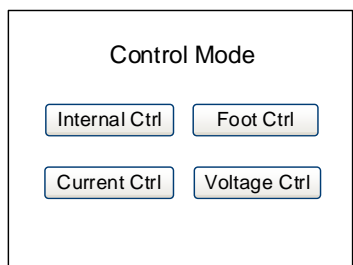 Control Mode
Internal Ctrl
Foot Ctrl
Current Ctrl
Voltage Ctrl